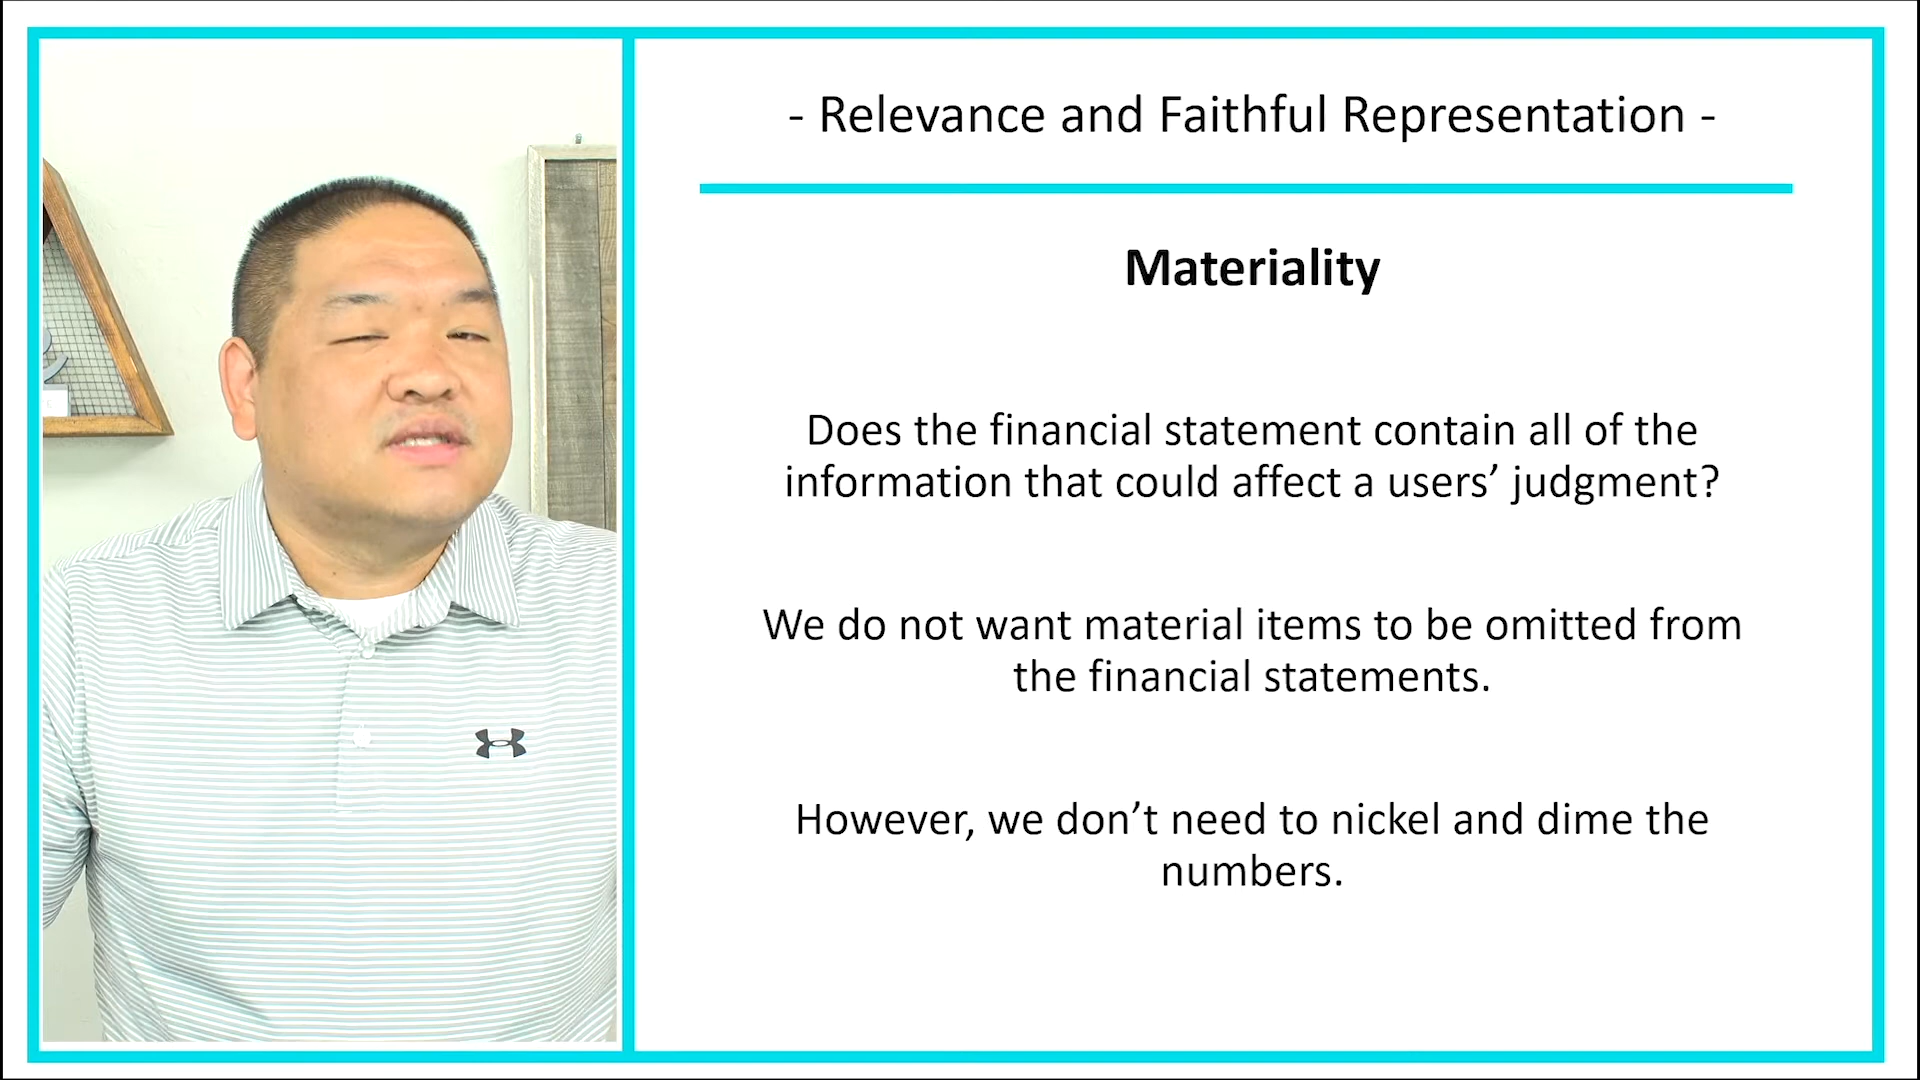 - Relevance and Faithful Representation -
Materiality
Does the financial statement contain all of the
information that could affect a users’ judgment?
We do not want material items to be omitted from
the financial statements.
However, we don’t need to nickel and dime the
numbers.